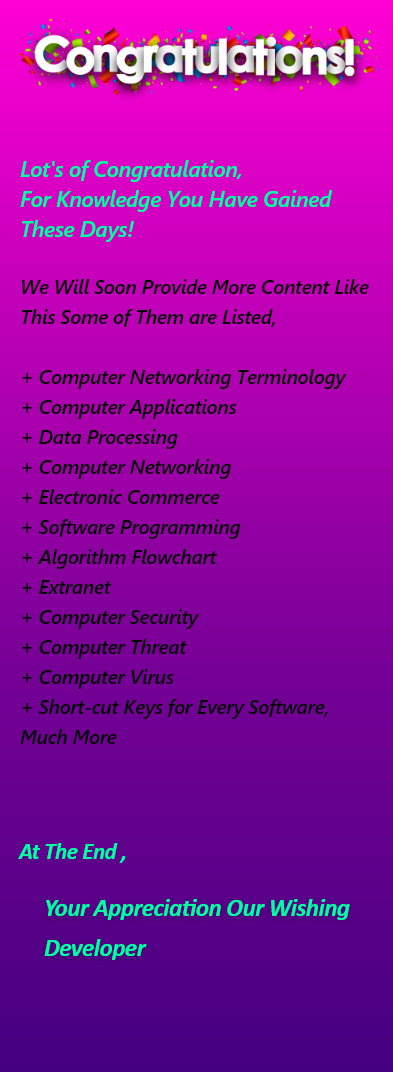 Congratulations!
Lot's of Congratulation,
For Knowledge You Have Gained
These Days!
We Will Soon Provide More Content Like
This Some of Them are Listed,
+ Computer Networking Terminology
+ Computer Applications
+ Data Processing
+ Computer Networking
+ Electronic Commerce
+ Software Programming
+ Algorithm Flowchart
+ Extranet
+ Computer Security
+ Computer Threat
+ Computer Virus
+ Short-cut Keys for Every Software,
Much More
At The End ,
Your Appreciation Our Wishing
Developer